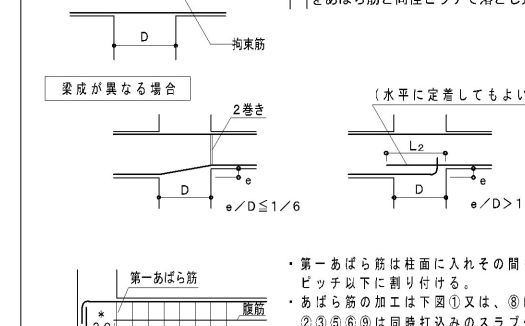 をあばら筋と同径ピッチで落とし
D
拘束筋
梁成が異なる場合
2巻き
D
e
e/D≦1/6
(水平に定着してもよい
L2
D
e
e/D>1
・第一あばら筋は柱面に入れその間
ピッチ以下に割り付ける。
・あばら筋の加工は下図①又は、⑧
②③⑤⑥⑨は同時打込みのスラブ
第一あばら筋
腹筋
*